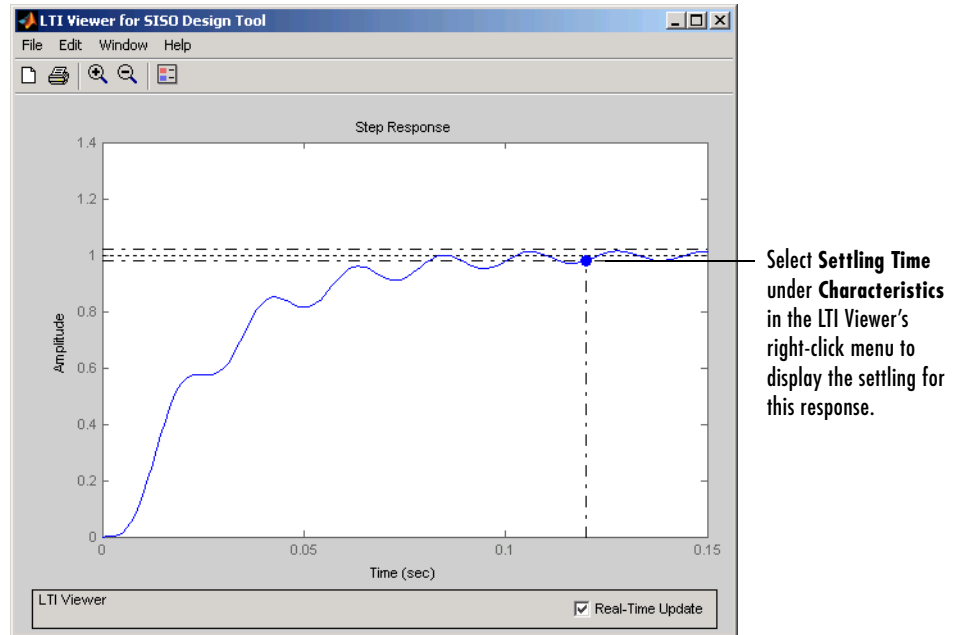 LTI Viewer for SISO Design Tool
File Edit Window Help
Step Response
1.4
1.2
1
0.8
0.6
0.4
0.2
0
Amplitude
0 0.05 0.1 0.15
Time (sec)
LTI Viewer
Real-Time Update
Select Settling Time
under Characteristics
in the LTI Viewer's
right-click menu to
display the settling for
this response.